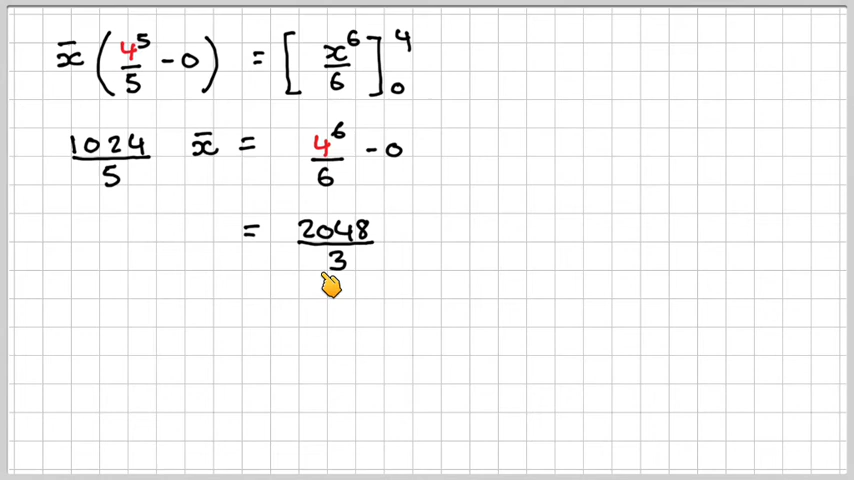 x̄ (4⁵/5 - 0) = [x⁶/6]₀⁴
1024/5 x̄ = 4⁶/6 - 0
= 2048/3